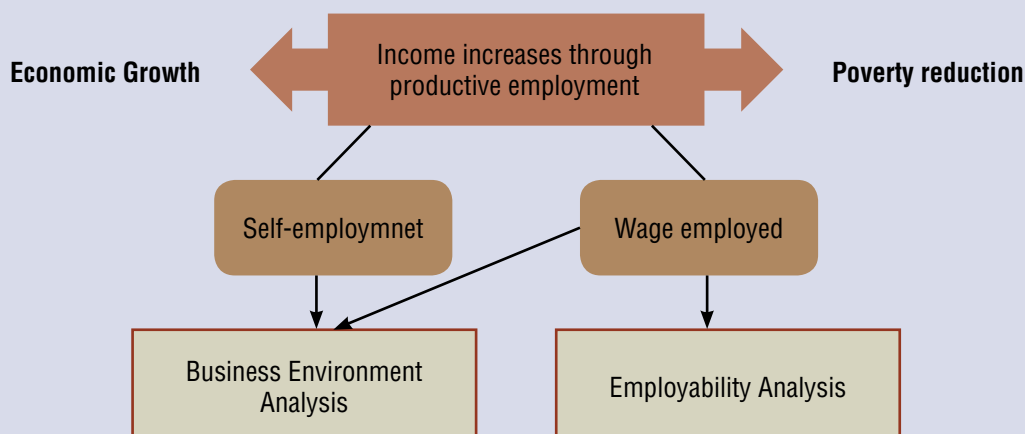 Economic Growth
Income increases through
productive employment
Poverty reduction
Self-employmnet
Wage employed
Business Environment
Analysis
Employability Analysis